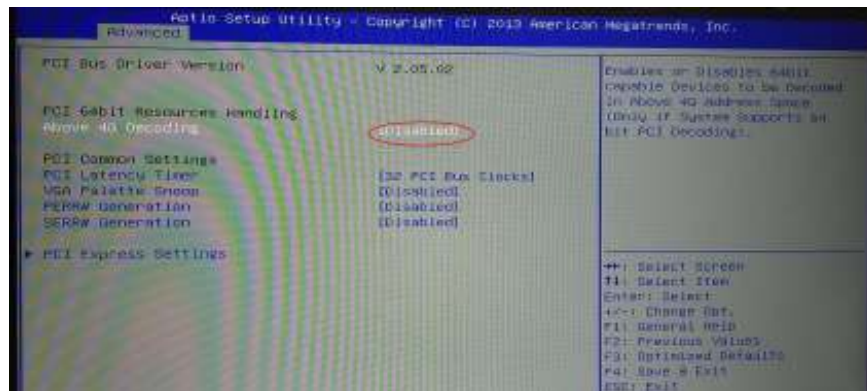 Aptio Setup Utility - Copyright (C) 2013 American Megatrends, Inc.
Advanced
PCI Bus Driver Version V 2.05.02
PCI 64bit Resources Handling
Above 4G Decoding [Disabled]
PCI Common Settings
PCI Latency Timer [32 PCI Bus Clocks]
VGA Palette Snoop [Disabled]
PERR# Generation [Disabled]
SERR# Generation [Disabled]
PCI Express Settings
Enables or Disables 64bit
capable Devices to be Decoded
in Above 4G Address Space
(Only if System Supports 64
bit PCI Decoding).
: Select Screen
: Select Item
Enter: Select
+/-: Change Opt.
F1: General Help
F2: Previous Values
F3: Optimized Defaults
F4: Save & Exit
ESC: Exit